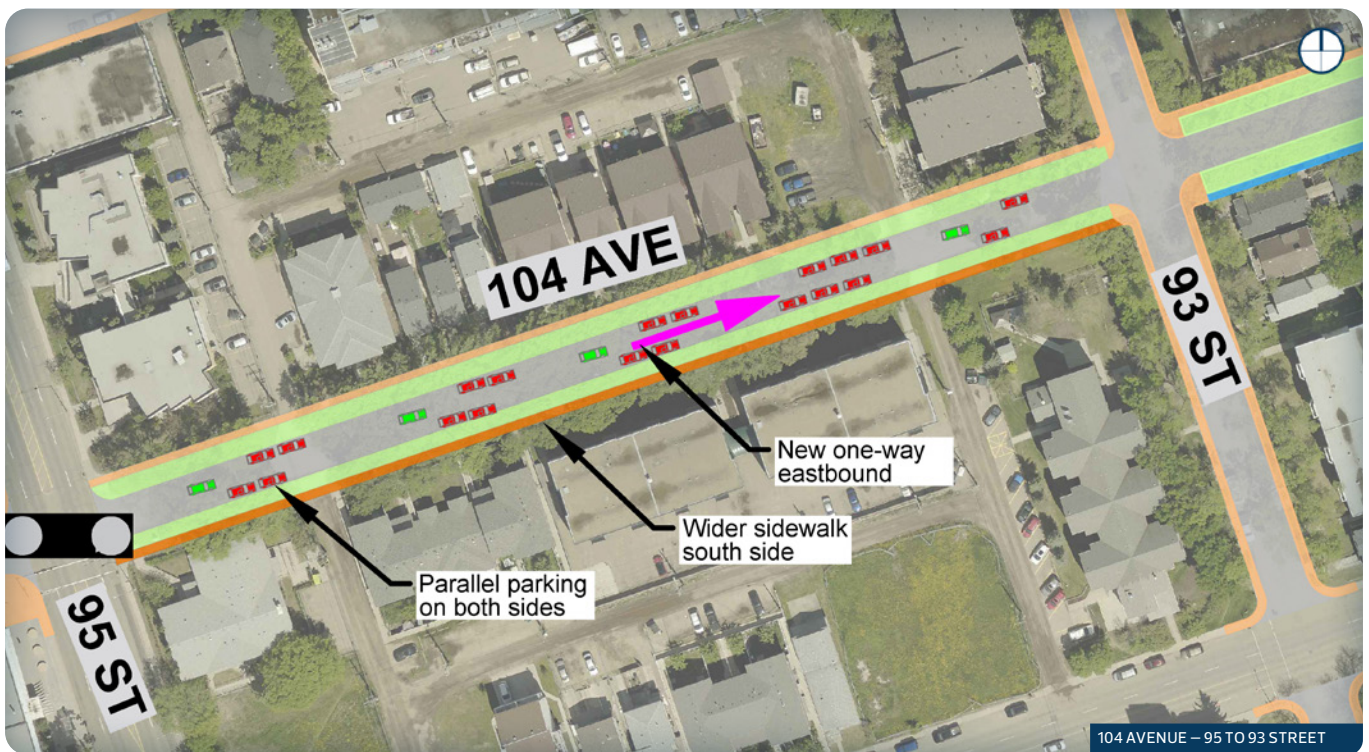 104 AVE
93 ST
New one-way
eastbound
Wider sidewalk
south side
Parallel parking
on both sides
95 ST
104 AVENUE – 95 TO 93 STREET